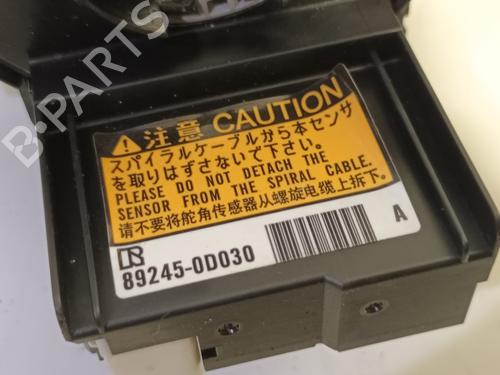 B-PARTS
注意 CAUTION
スパイラルケーブルから本センサ
を取りはずさないで下さい。
PLEASE DO NOT DETACH THE
SENSOR FROM THE SPIRAL CABLE.
请不要将舵角传感器从螺旋电缆上拆下。
89245-0D030
A